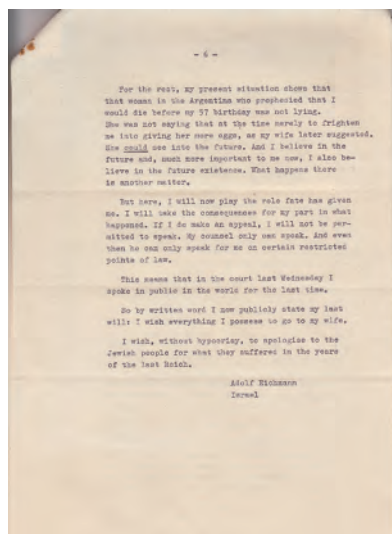 - 6 -
For the rest, my present situation shows that
that woman in the Argentina who prophesied that I
would die before my 57 birthday was not lying.
She was not saying that at the time merely to frighten
me into giving her more eggs, as my wife later suggested.
She could see into the future. And I believe in the
future and, much more important to me now, I also be-
lieve in the future existence. What happens there
is another matter.
But here, I will now play the role fate has given
me. I will take the consequences for my part in what
happened. If I do make an appeal, I will not be per-
mitted to speak. My counsel only can speak. And even
then he can only speak for me on certain restricted
points of law.
This means that in the court last Wednesday I
spoke in public in the world for the last time.
So by written word I now publicly state my last
will: I wish everything I possess to go to my wife.
I wish, without hypocrisy, to apologise to the
Jewish people for what they suffered in the years
of the last Reich.
Adolf Eichmann
Israel